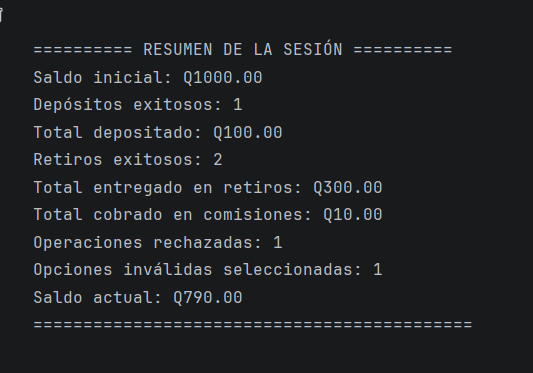 ========== RESUMEN DE LA SESIÓN ==========
Saldo inicial: Q1000.00
Depósitos exitosos: 1
Total depositado: Q100.00
Retiros exitosos: 2
Total entregado en retiros: Q300.00
Total cobrado en comisiones: Q10.00
Operaciones rechazadas: 1
Opciones inválidas seleccionadas: 1
Saldo actual: Q790.00
============================================